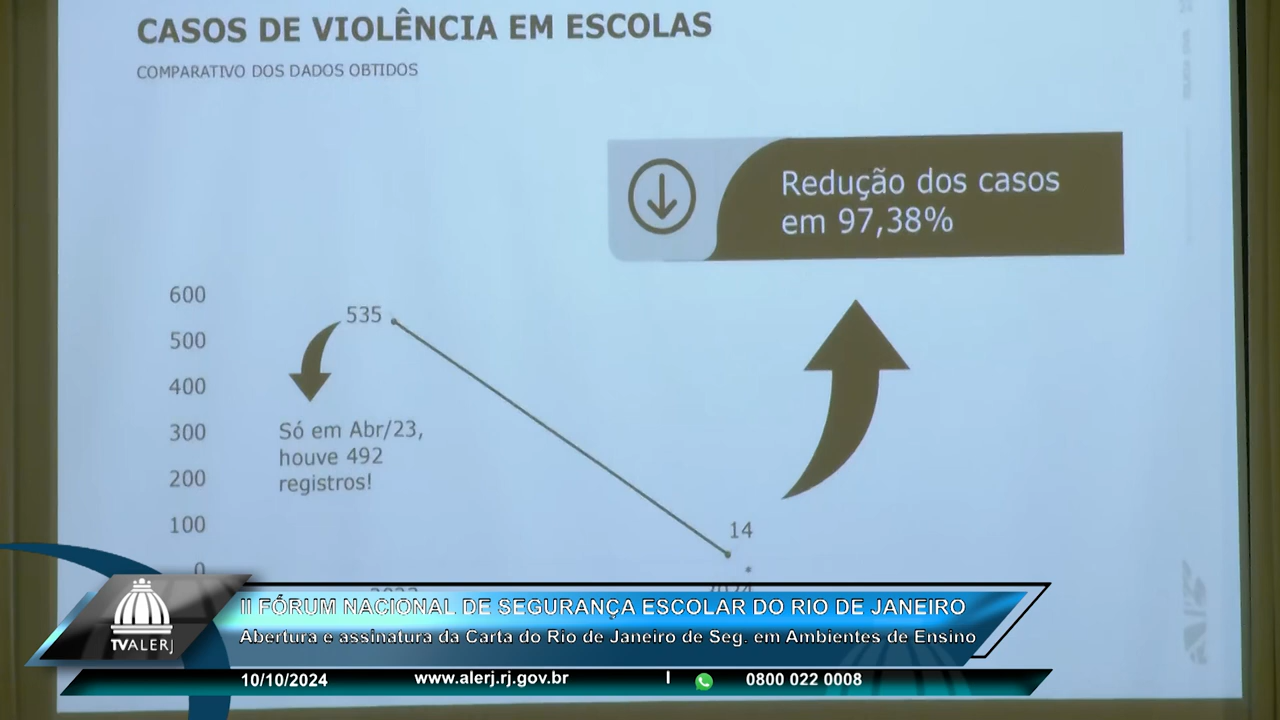 CASOS DE VIOLÊNCIA EM ESCOLAS
COMPARATIVO DOS DADOS OBTIDOS
Redução dos casos
em 97,38%
600
535
500
400
Só em Abr/23,
300
houve 492
200
registros!
100
14
0
2023
2024
II FÓRUM NACIONAL DE SEGURANÇA ESCOLAR DO RIO DE JANEIRO
Abertura e assinatura da Carta do Rio de Janeiro de Seg. em Ambientes de Ensino
TVALERJ
10/10/2024 www.alerj.rj.gov.br | 0800 022 0008